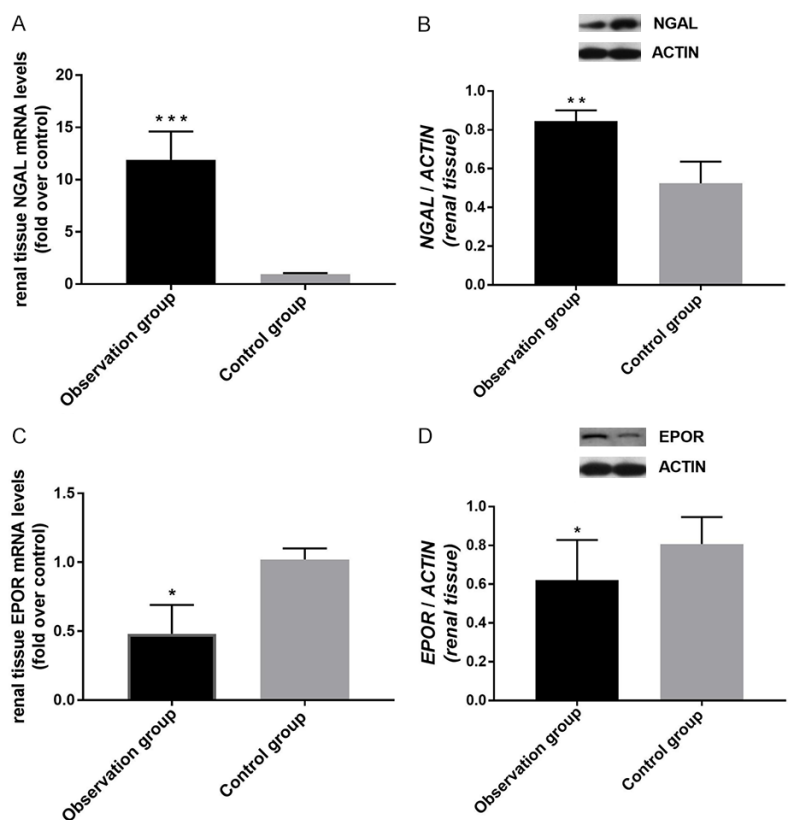 A
renal tissue NGAL mRNA levels
(fold over control)
20
15
10
5
0
***
Observation group
Control group
B
NGAL
ACTIN
NGAL / ACTIN
(renal tissue)
1.0
0.8
0.6
0.4
0.2
0.0
**
Observation group
Control group
C
renal tissue EPOR mRNA levels
(fold over control)
1.5
1.0
0.5
0.0
*
Observation group
Control group
D
EPOR
ACTIN
EPOR / ACTIN
(renal tissue)
1.0
0.8
0.6
0.4
0.2
0.0
*
Observation group
Control group